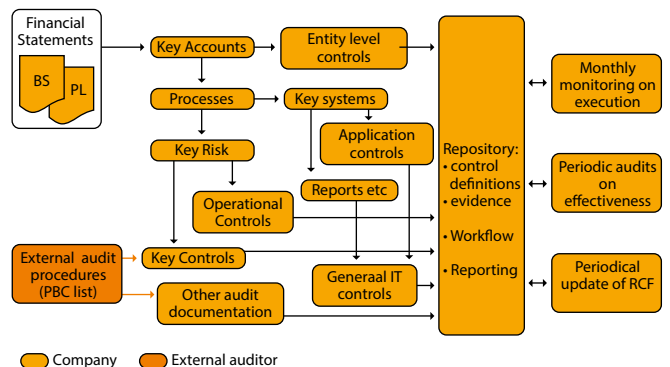 Financial
Statements
BS
PL
Key Accounts
Entity level
controls
Processes
Key systems
Key Risk
Application
controls
Reports etc
Operational
Controls
External audit
procedures
(PBC list)
Key Controls
Other audit
documentation
Generaal IT
controls
Repository:
• control
definitions
• evidence
• Workflow
• Reporting
Monthly
monitoring on
execution
Periodic audits
on
effectiveness
Periodical
update of RCF
Company
External auditor